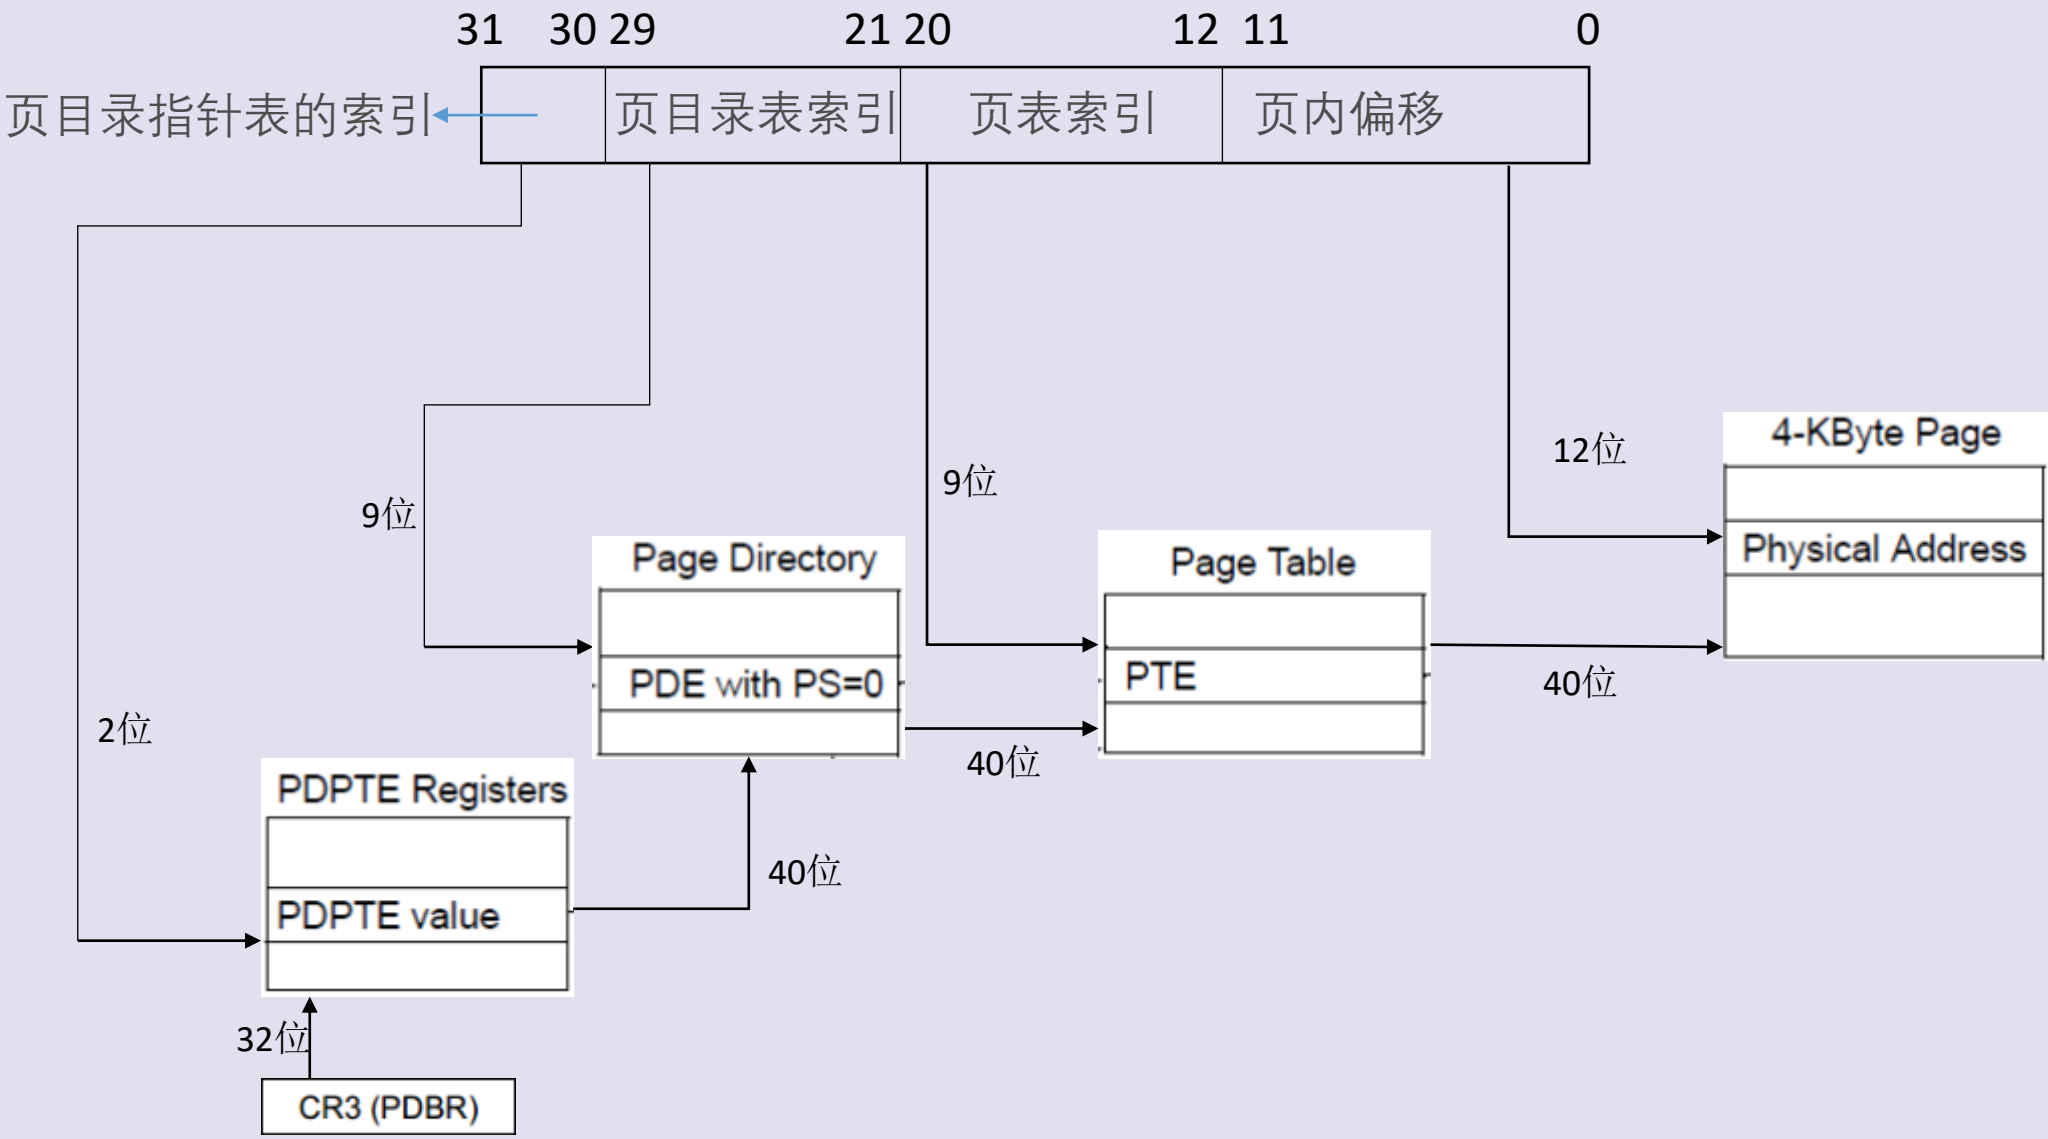 31 30 29 21 20 12 11 0
页目录指针表的索引
页目录表索引
页表索引
页内偏移
12位
4-KByte Page
9位
9位
Physical Address
Page Directory
Page Table
PDE with PS=0
PTE
40位
2位
40位
PDPTE Registers
40位
PDPTE value
32位
CR3 (PDBR)